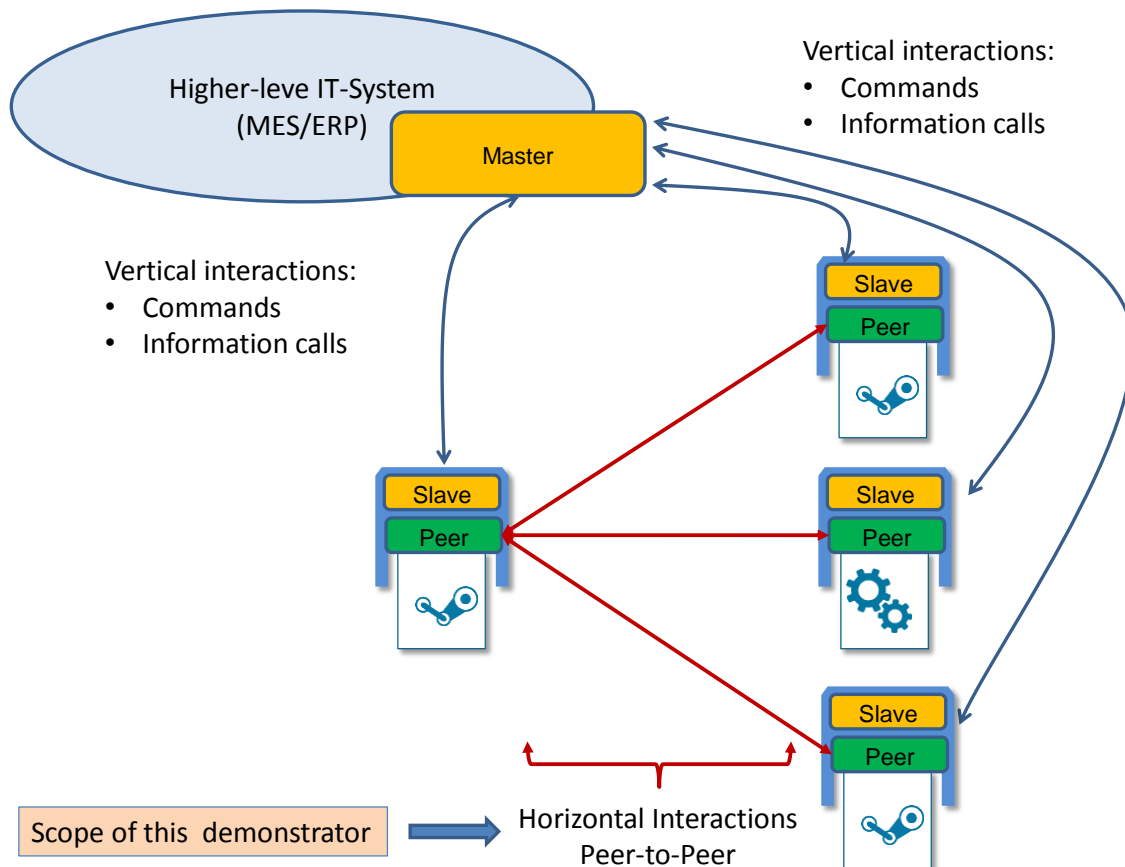 Higher-leve IT-System
(MES/ERP)
Master
Vertical interactions:
• Commands
• Information calls
Vertical interactions:
• Commands
• Information calls
Slave
Peer
Slave
Peer
Slave
Peer
Slave
Peer
Scope of this demonstrator
Horizontal Interactions
Peer-to-Peer